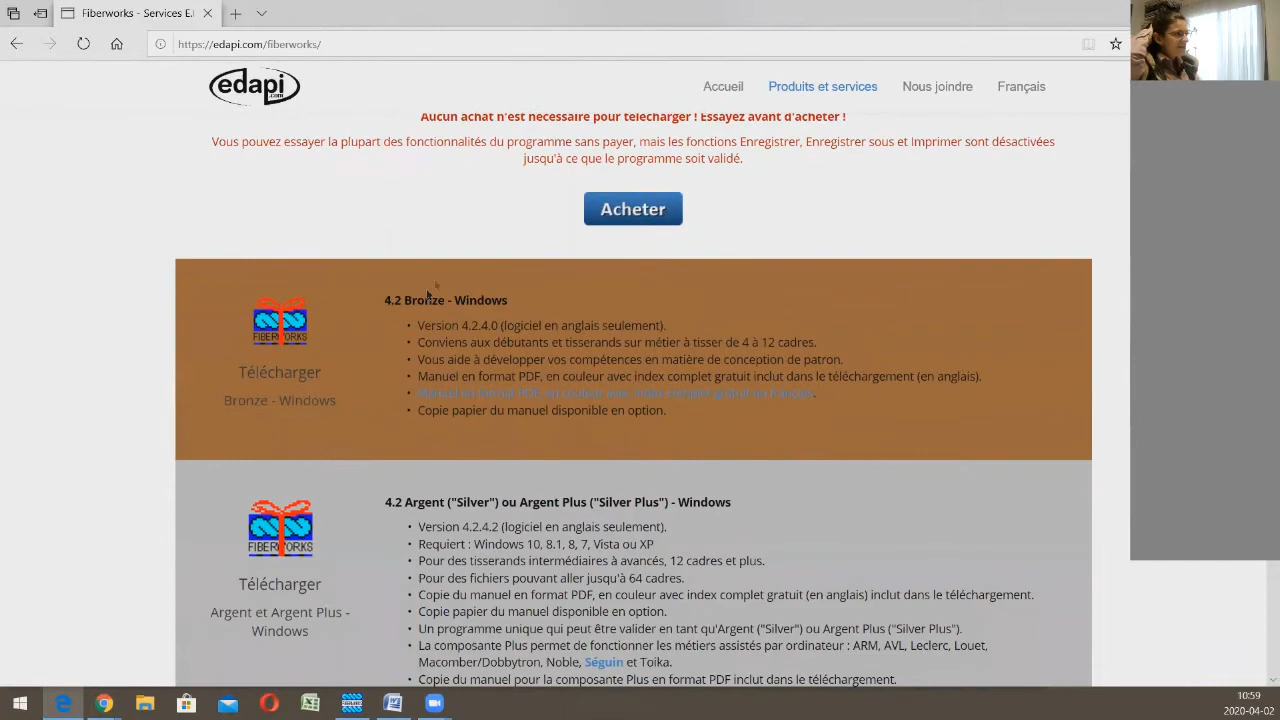 Fiberworks - Services E.
https://edapi.com/fiberworks/
edapi
.com
Accueil
Produits et services
Nous joindre
Français
Aucun achat n'est nécessaire pour télécharger ! Essayez avant d'acheter !
Vous pouvez essayer la plupart des fonctionnalités du programme sans payer, mais les fonctions Enregistrer, Enregistrer sous et Imprimer sont désactivées
jusqu'à ce que le programme soit validé.
Acheter
FIBERWORKS
Télécharger
Bronze - Windows
4.2 Bronze - Windows
• Version 4.2.4.0 (logiciel en anglais seulement).
• Conviens aux débutants et tisserands sur métier à tisser de 4 à 12 cadres.
• Vous aide à développer vos compétences en matière de conception de patron.
• Manuel en format PDF, en couleur avec index complet gratuit inclut dans le téléchargement (en anglais).
• Manuel en format PDF, en couleur avec index complet gratuit en français.
• Copie papier du manuel disponible en option.
FIBERWORKS
Télécharger
Argent et Argent Plus -
Windows
4.2 Argent ("Silver") ou Argent Plus ("Silver Plus") - Windows
• Version 4.2.4.2 (logiciel en anglais seulement).
• Requiert : Windows 10, 8.1, 8, 7, Vista ou XP
• Pour des tisserands intermédiaires à avancés, 12 cadres et plus.
• Pour des fichiers pouvant aller jusqu'à 64 cadres.
• Copie du manuel en format PDF, en couleur avec index complet gratuit (en anglais) inclut dans le téléchargement.
• Copie papier du manuel disponible en option.
• Un programme unique qui peut être valider en tant qu'Argent ("Silver") ou Argent Plus ("Silver Plus").
• La composante Plus permet de fonctionner les métiers assistés par ordinateur : ARM, AVL, Leclerc, Louet,
Macomber/Dobbytron, Noble, Séguin et Toika.
• Copie du manuel pour la composante Plus en format PDF inclut dans le téléchargement.
10:59
2020-04-02